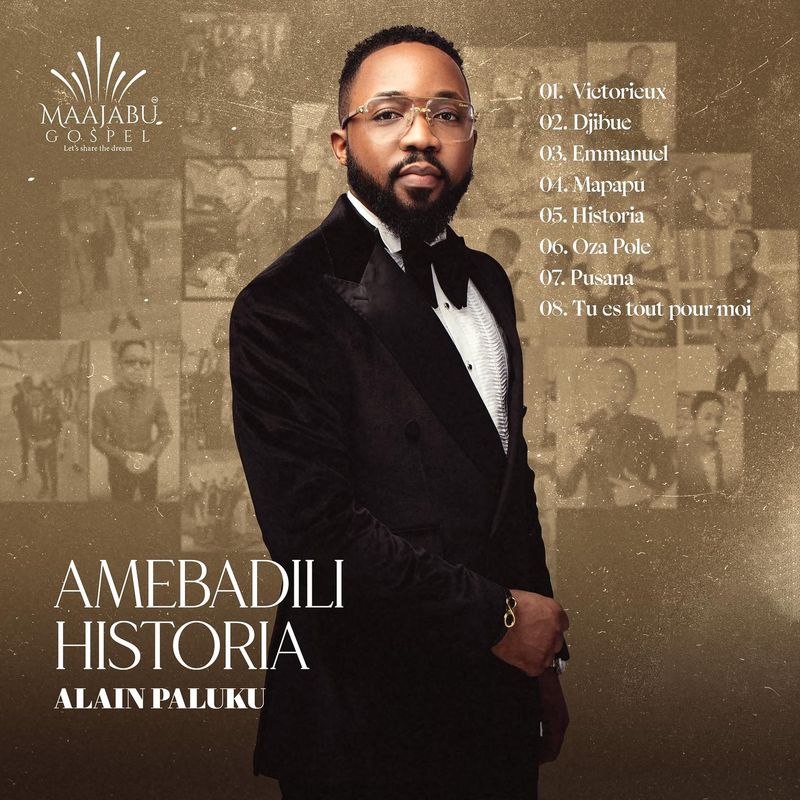 MAAJABU
GOSPEL
Let's share the dream
01. Victorieux
02. Djibue
03. Emmanuel
04. Mapapu
05. Historia
06. Oza Pole
07. Pusana
08. Tu es tout pour moi
AMEBADILI
HISTORIA
ALAIN PALUKU